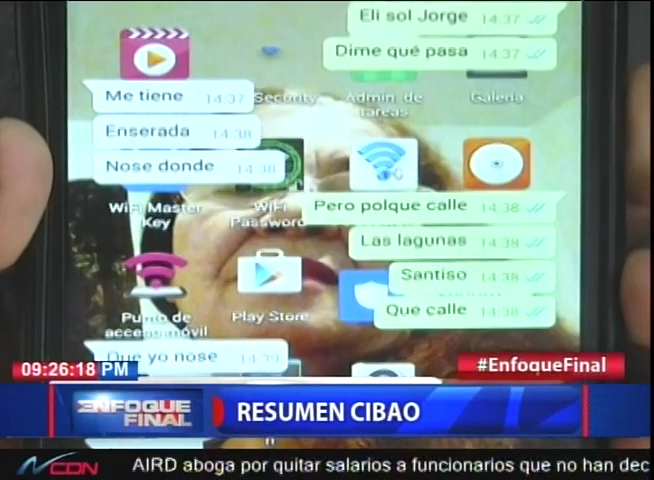 Eli sol Jorge 14:37
Dime qué pasa 14:37
Me tiene 14:37
Security
Admin. de tareas
Galería
Enserada 14:38
Nose donde 14:38
WiFi Master Key
WiFi Password
Pero polque calle 14:38
Las lagunas 14:38
Santiso 14:38
Que calle 14:38
Punto de acceso móvil
Play Store
Que yo nose 14:39
09:26:18 PM
#EnfoqueFinal
ENFOQUE FINAL
RESUMEN CIBAO
CDN
AIRD aboga por quitar salarios a funcionarios que no han dec